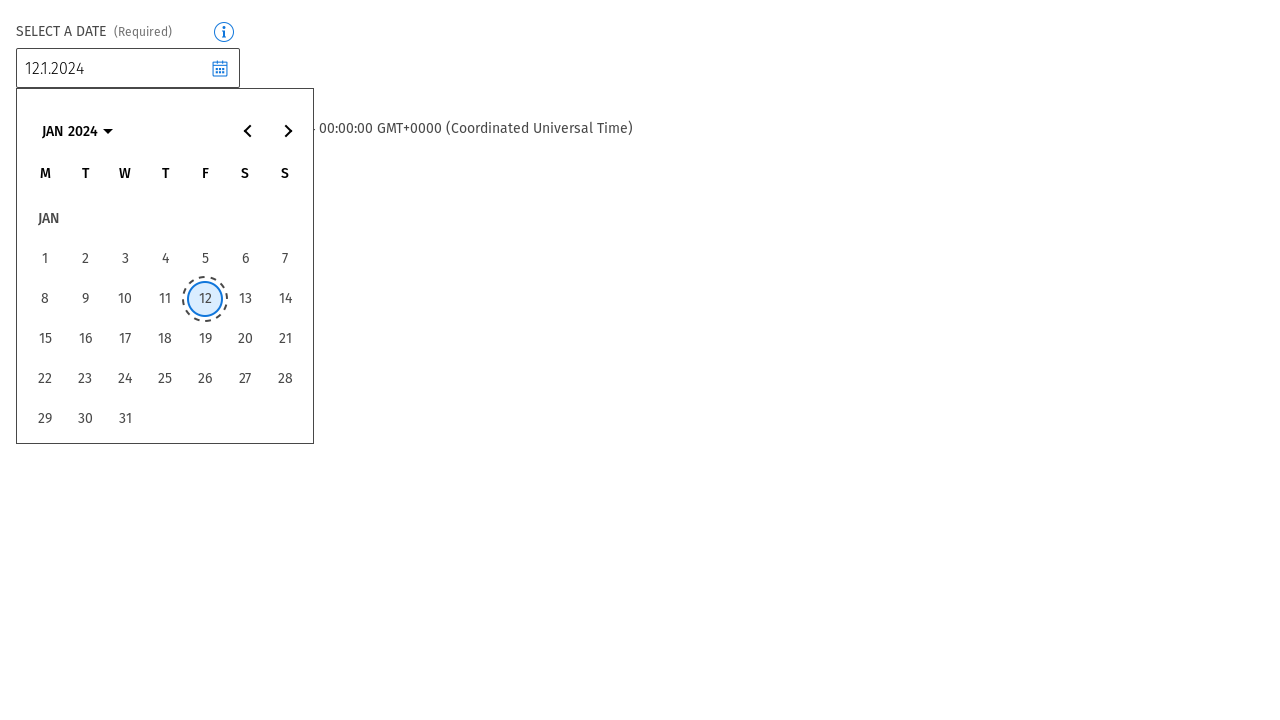 SELECT A DATE (Required)
12.1.2024
JAN 2024
00:00:00 GMT+0000 (Coordinated Universal Time)
M T W T F S S
JAN
1 2 3 4 5 6 7
8 9 10 11 12 13 14
15 16 17 18 19 20 21
22 23 24 25 26 27 28
29 30 31